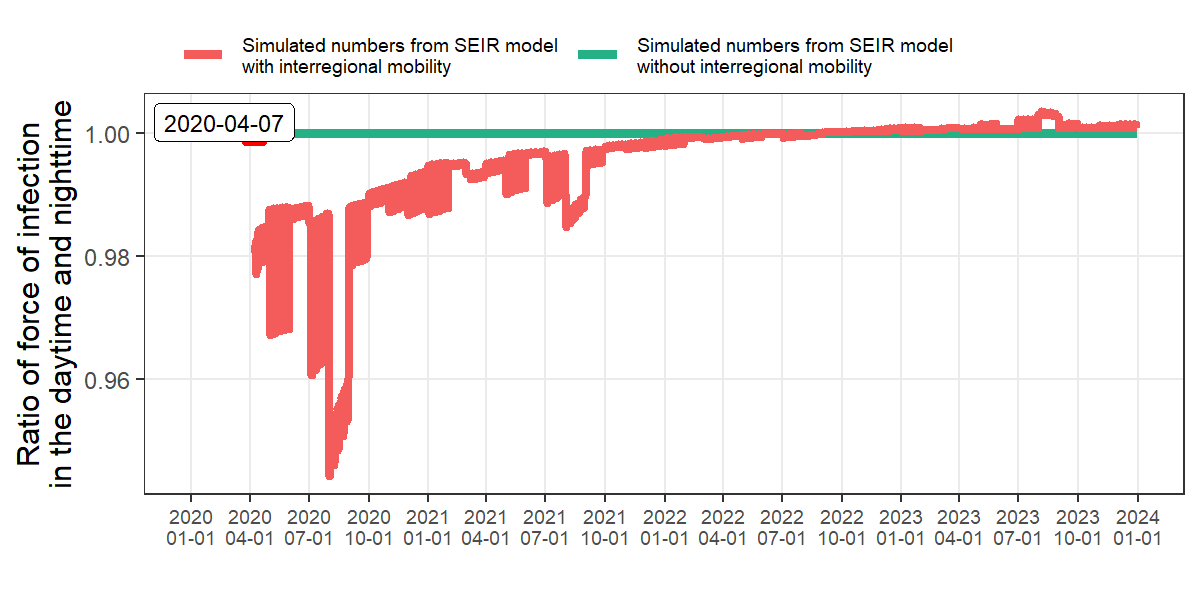 Simulated numbers from SEIR model
with interregional mobility
Simulated numbers from SEIR model
without interregional mobility
Ratio of force of infection
in the daytime and nighttime
2020-04-07
1.00
0.98
0.96
2020 2020 2020 2020 2021 2021 2021 2021 2022 2022 2022 2022 2023 2023 2023 2023 2024
01-01 04-01 07-01 10-01 01-01 04-01 07-01 10-01 01-01 04-01 07-01 10-01 01-01 04-01 07-01 10-01 01-01